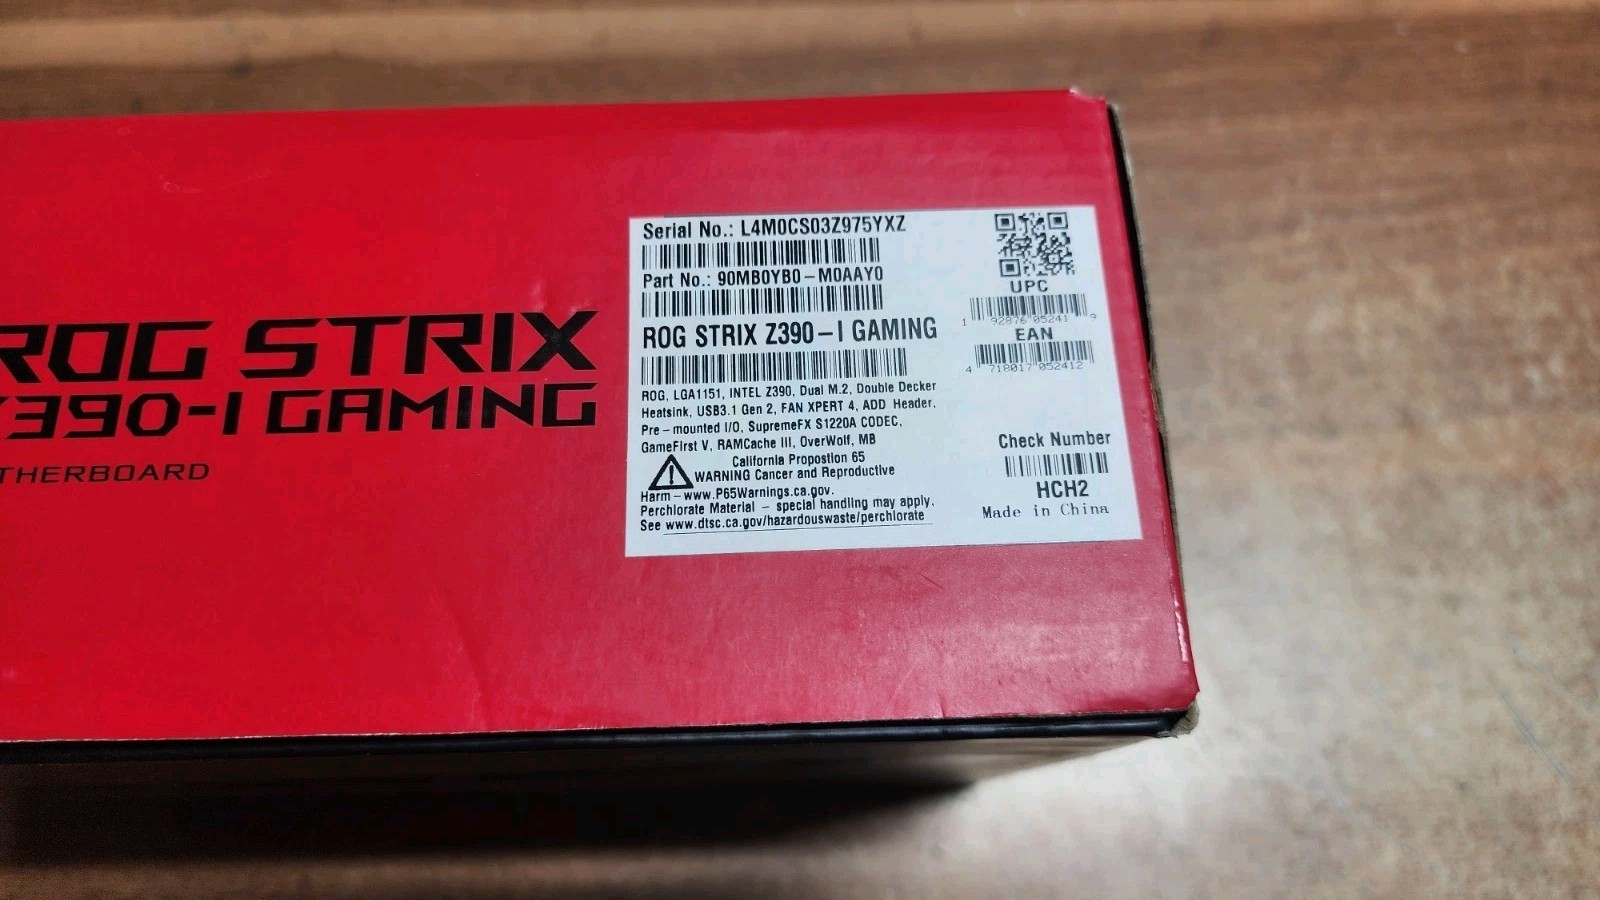 ROG STRIX
Z390-I GAMING
THERBOARD
Serial No.: L4M0CS03Z975YXZ
Part No.: 90MB0YB0-M0AAY0
ROG STRIX Z390-I GAMING
ROG, LGA1151, INTEL Z390, Dual M.2, Double Decker
Heatsink, USB3.1 Gen 2, FAN XPERT 4, ADD Header,
Pre-mounted I/O, SupremeFX S1220A CODEC,
GameFirst V, RAMCache III, OverWolf, MB
California Propostion 65
WARNING Cancer and Reproductive
Harm-www.P65Warnings.ca.gov.
Perchlorate Material - special handling may apply.
See www.dtsc.ca.gov/hazardouswaste/perchlorate
UPC
1 92876 05241 9
EAN
4 718017 052412
Check Number
HCH2
Made in China